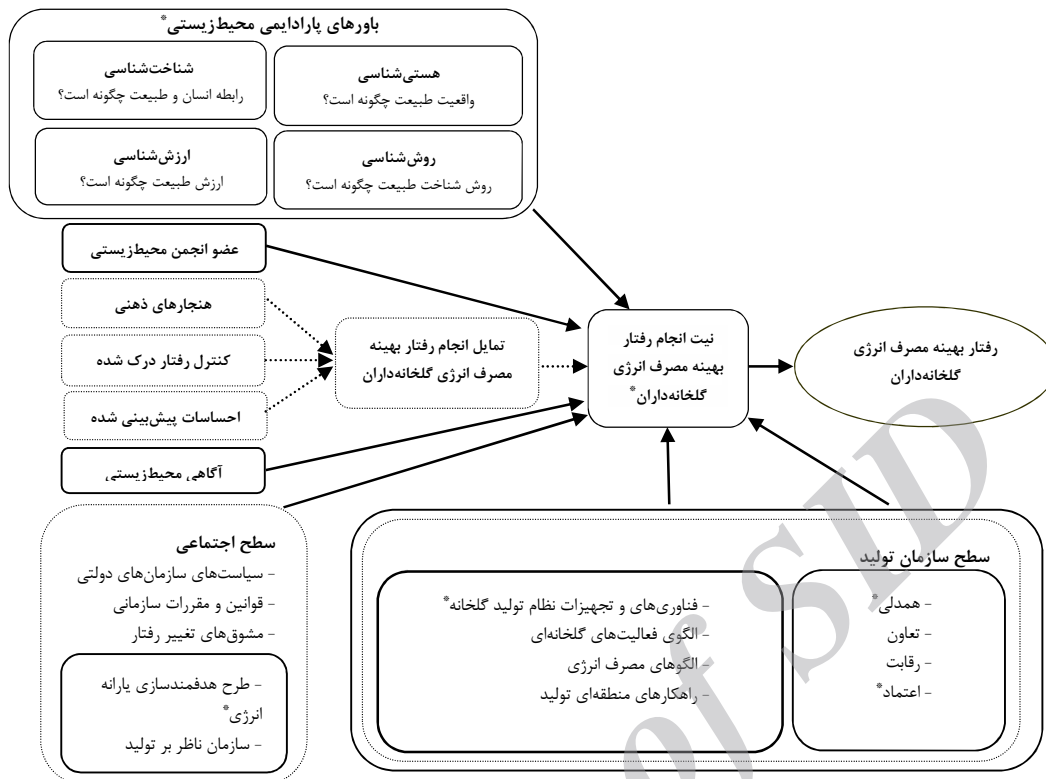 باورهای پارادایمی محیط‌زیستی*
هستی‌شناسی
واقعیت طبیعت چگونه است؟
شناخت‌شناسی
رابطه انسان و طبیعت چگونه است؟
روش‌شناسی
روش شناخت طبیعت چگونه است؟
ارزش‌شناسی
ارزش طبیعت چگونه است؟
عضو انجمن محیط‌زیستی
هنجارهای ذهنی
کنترل رفتار درک شده
احساسات پیش‌بینی شده
آگاهی محیط‌زیستی
تمایل انجام رفتار بهینه
مصرف انرژی گلخانه‌داران
نیت انجام رفتار
بهینه مصرف انرژی
گلخانه‌داران*
رفتار بهینه مصرف انرژی
گلخانه‌داران
سطح سازمان تولید
- همدلی*
- تعاون
- رقابت
- اعتماد*
- فناوری‌های و تجهیزات نظام تولید گلخانه*
- الگوی فعالیت‌های گلخانه‌ای
- الگوهای مصرف انرژی
- راهکارهای منطقه‌ای تولید
سطح اجتماعی
- سیاست‌های سازمان‌های دولتی
- قوانین و مقررات سازمانی
- مشوق‌های تغییر رفتار
- طرح هدفمندسازی یارانه
انرژی*
- سازمان ناظر بر تولید
of SID